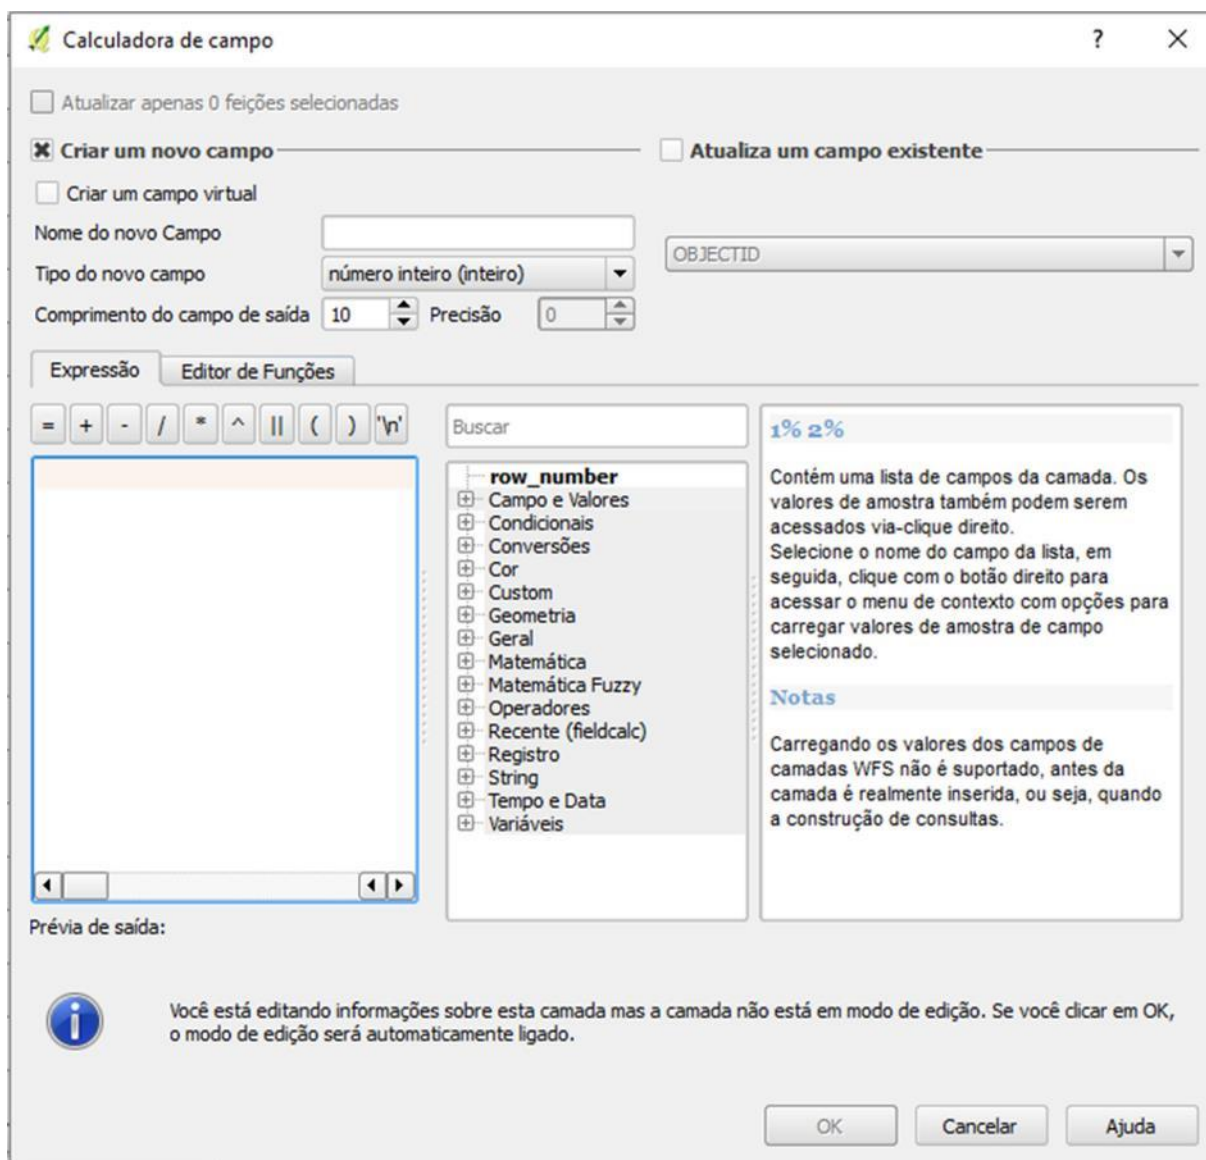 Calculadora de campo
?
Atualizar apenas 0 feições selecionadas
Criar um novo campo
Atualiza um campo existente
Criar um campo virtual
Nome do novo Campo
OBJECTID
Tipo do novo campo
número inteiro (inteiro)
Comprimento do campo de saída
10
Precisão
0
Expressão
Editor de Funções
= + - / * ^ || ( ) '\n'
Buscar
row_number
Campo e Valores
Condicionais
Conversões
Cor
Custom
Geometria
Geral
Matemática
Matemática Fuzzy
Operadores
Recente (fieldcalc)
Registro
String
Tempo e Data
Variáveis
1% 2%
Contém uma lista de campos da camada. Os
valores de amostra também podem serem
acessados via-clique direito.
Selecione o nome do campo da lista, em
seguida, clique com o botão direito para
acessar o menu de contexto com opções para
carregar valores de amostra de campo
selecionado.
Notas
Carregando os valores dos campos de
camadas WFS não é suportado, antes da
camada é realmente inserida, ou seja, quando
a construção de consultas.
Prévia de saída:
Você está editando informações sobre esta camada mas a camada não está em modo de edição. Se você clicar em OK,
o modo de edição será automaticamente ligado.
OK
Cancelar
Ajuda